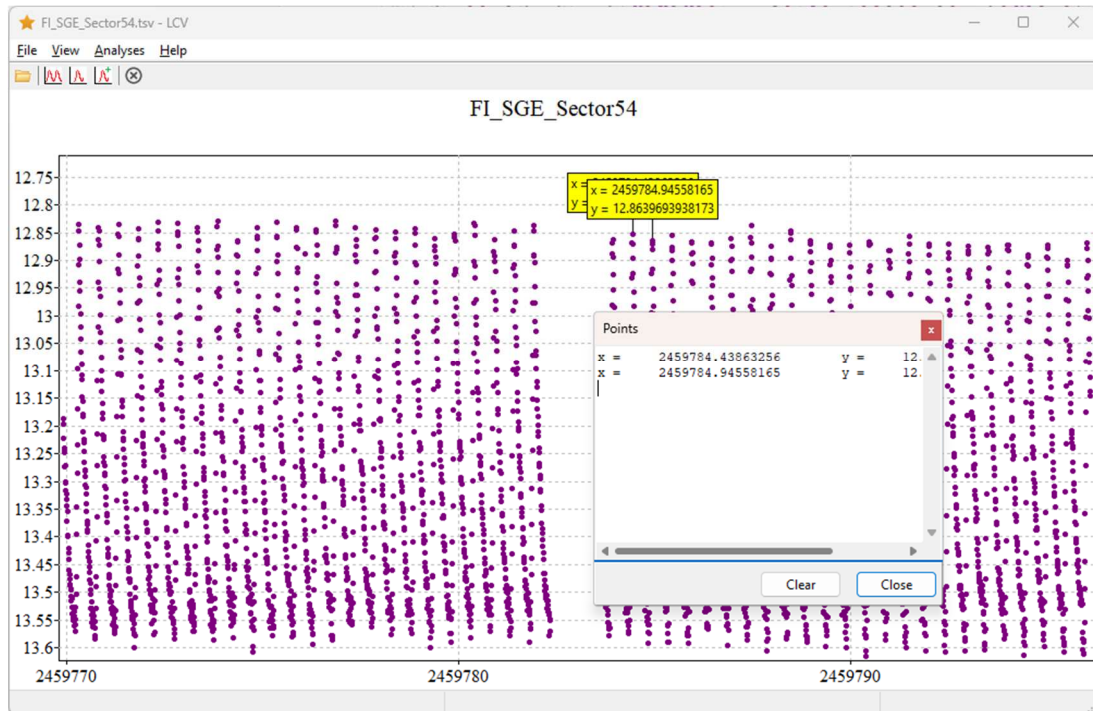 FI_SGE_Sector54.tsv - LCV
File View Analyses Help
FI_SGE_Sector54
12.75
12.8
12.85
12.9
12.95
13
13.05
13.1
13.15
13.2
13.25
13.3
13.35
13.4
13.45
13.5
13.55
13.6
x =
y =
x = 2459784.94558165
y = 12.8639693938173
Points
x
x = 2459784.43863256 y = 12.
x = 2459784.94558165 y = 12.
Clear Close
2459770 2459780 2459790